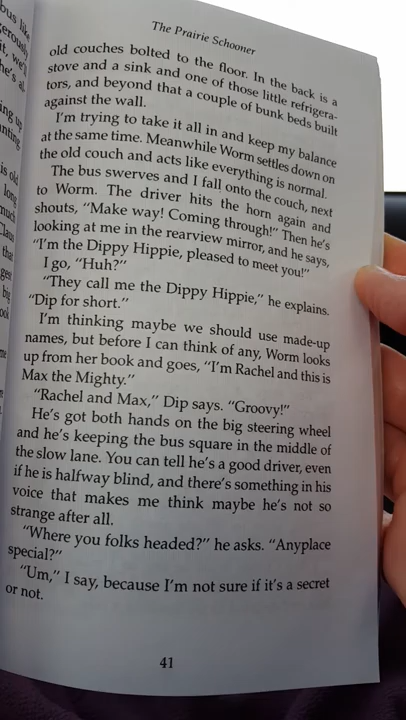 The Prairie Schooner
old couches bolted to the floor. In the back is a
stove and a sink and one of those little refrigera-
tors, and beyond that a couple of bunk beds built
against the wall.
I'm trying to take it all in and keep my balance
at the same time. Meanwhile Worm settles down on
the old couch and acts like everything is normal.
The bus swerves and I fall onto the couch, next
to Worm. The driver hits the horn again and
shouts, "Make way! Coming through!" Then he's
looking at me in the rearview mirror, and he says,
"I'm the Dippy Hippie, pleased to meet you!"
I go, "Huh?"
"They call me the Dippy Hippie," he explains.
"Dip for short."
I'm thinking maybe we should use made-up
names, but before I can think of any, Worm looks
up from her book and goes, "I'm Rachel and this is
Max the Mighty."
"Rachel and Max," Dip says. "Groovy!"
He's got both hands on the big steering wheel
and he's keeping the bus square in the middle of
the slow lane. You can tell he's a good driver, even
if he is halfway blind, and there's something in his
voice that makes me think maybe he's not so
strange after all.
"Where you folks headed?" he asks. "Anyplace
special?"
"Um," I say, because I'm not sure if it's a secret
or not.
41